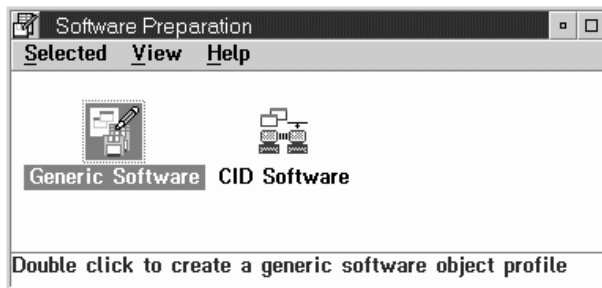 Software Preparation
Selected View Help
Generic Software CID Software
Double click to create a generic software object profile